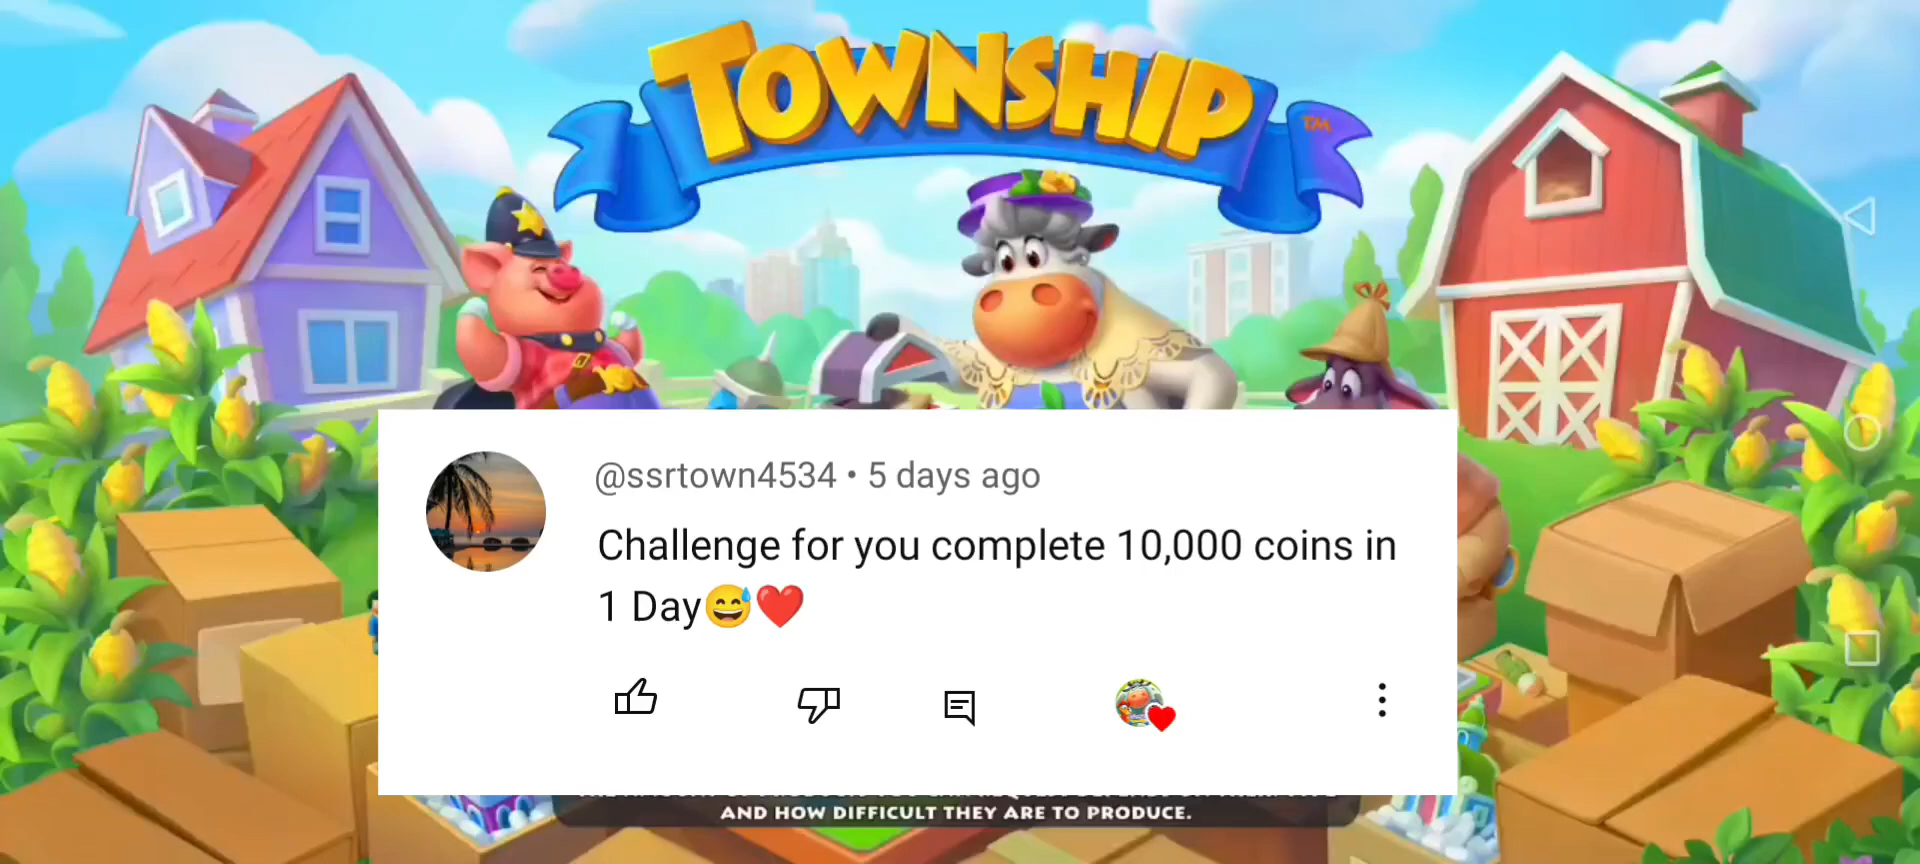 TOWNSHIP
TM
@ssrtown4534 • 5 days ago
Challenge for you complete 10,000 coins in
1 Day😅❤️
AND HOW DIFFICULT THEY ARE TO PRODUCE.